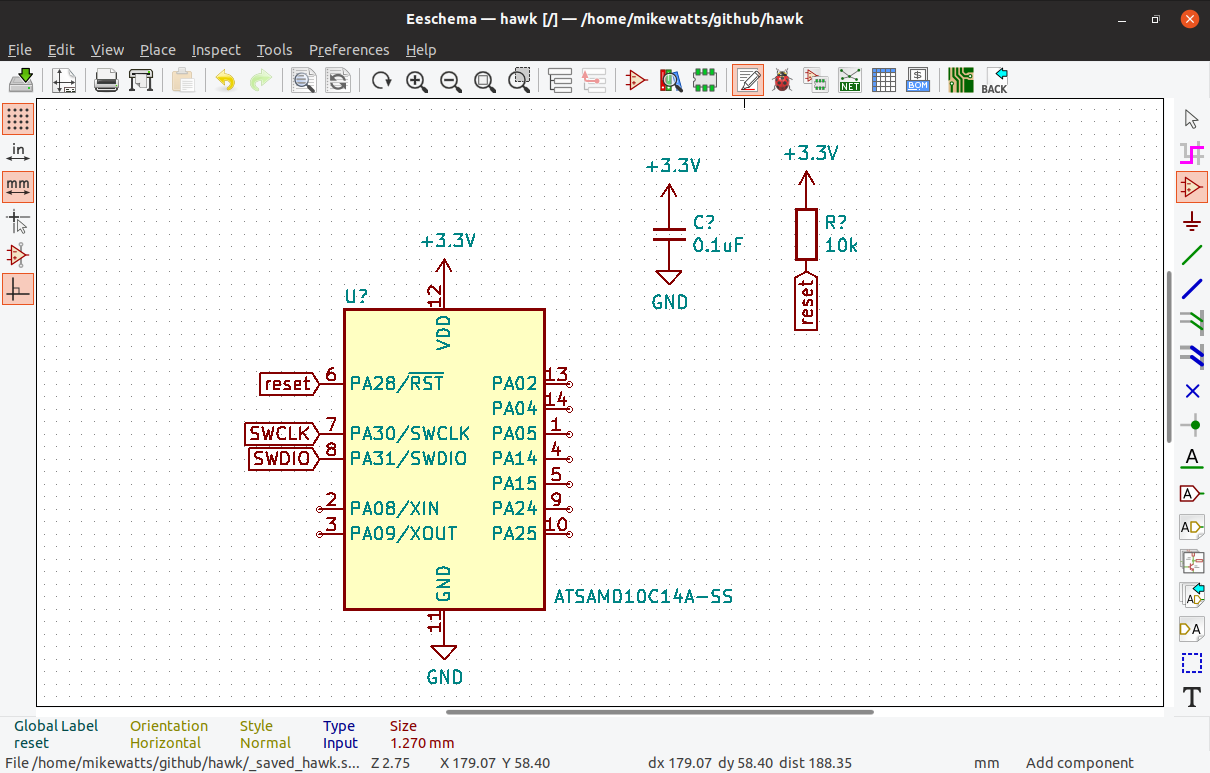 Eeschema — hawk [/] — /home/mikewatts/github/hawk
File Edit View Place Inspect Tools Preferences Help
NET
$
BOM
BACK
in
mm
+3.3V
+3.3V
C?
0.1uF
R?
10k
GND
reset
+3.3V
U?
12
VDD
reset 6 PA28/RST PA02 13
PA04 14
SWCLK 7 PA30/SWCLK PA05 1
SWDIO 8 PA31/SWDIO PA14 4
PA15 5
2 PA08/XIN PA24 9
3 PA09/XOUT PA25 10
GND
ATSAMD10C14A-SS
11
GND
A
A
AD
AD
DA
T
Global Label Orientation Style Type Size
reset Horizontal Normal Input 1.270 mm
File /home/mikewatts/github/hawk/_saved_hawk.s... Z 2.75 X 179.07 Y 58.40 dx 179.07 dy 58.40 dist 188.35 mm Add component